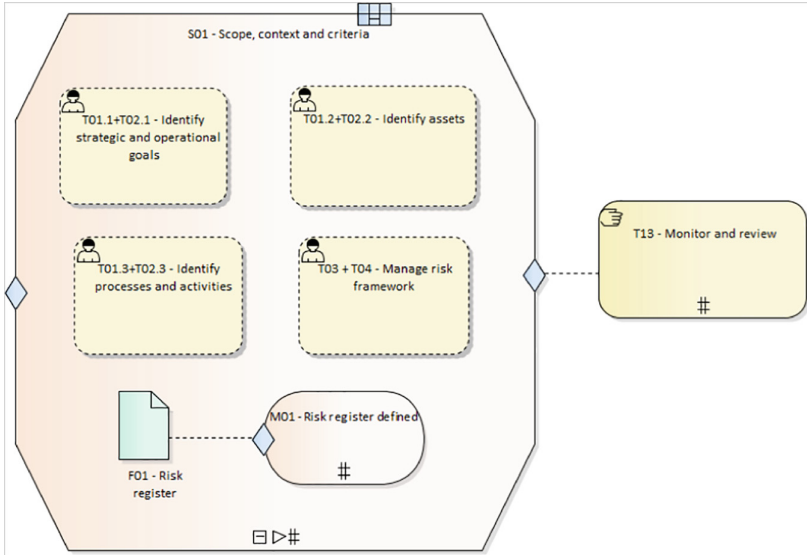 S01 - Scope, context and criteria
T01.1+T02.1 - Identify
strategic and operational
goals
T01.2+T02.2 - Identify assets
T01.3+T02.3 - Identify
processes and activities
T03 + T04 - Manage risk
framework
T13 - Monitor and review
#
M01 - Risk register defined
#
F01 - Risk
register
#